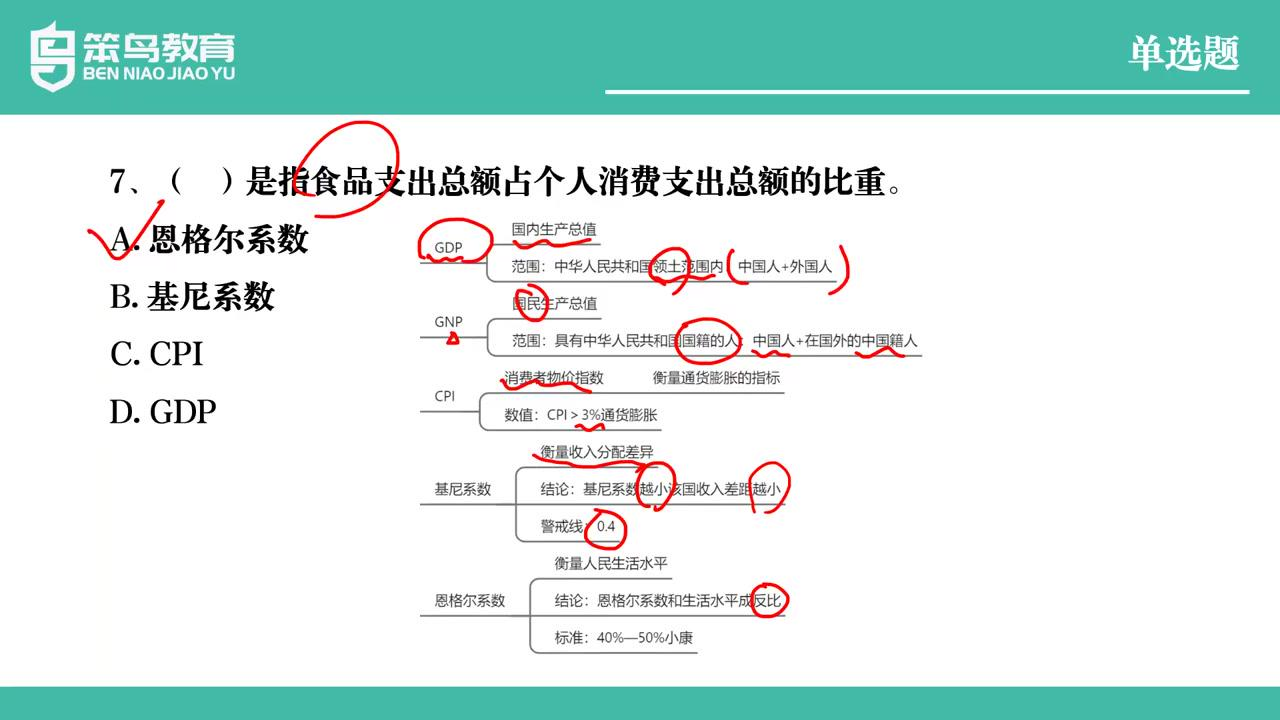 笨鸟教育
BEN NIAO JIAO YU
单选题
7、（ ）是指食品支出总额占个人消费支出总额的比重。
A. 恩格尔系数
B. 基尼系数
C. CPI
D. GDP
GDP
国内生产总值
范围：中华人民共和国领土范围内（中国人+外国人）
GNP
国民生产总值
范围：具有中华人民共和国国籍的人：中国人+在国外的中国籍人
CPI
消费者物价指数 衡量通货膨胀的指标
数值：CPI＞3%通货膨胀
基尼系数
衡量收入分配差异
结论：基尼系数越小该国收入差距越小
警戒线：0.4
恩格尔系数
衡量人民生活水平
结论：恩格尔系数和生活水平成反比
标准：40%—50%小康